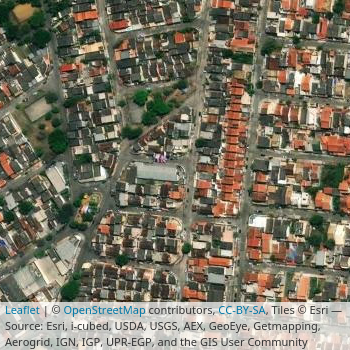 Leaflet | © OpenStreetMap contributors, CC-BY-SA, Tiles © Esri —
Source: Esri, i-cubed, USDA, USGS, AEX, GeoEye, Getmapping,
Aerogrid, IGN, IGP, UPR-EGP, and the GIS User Community